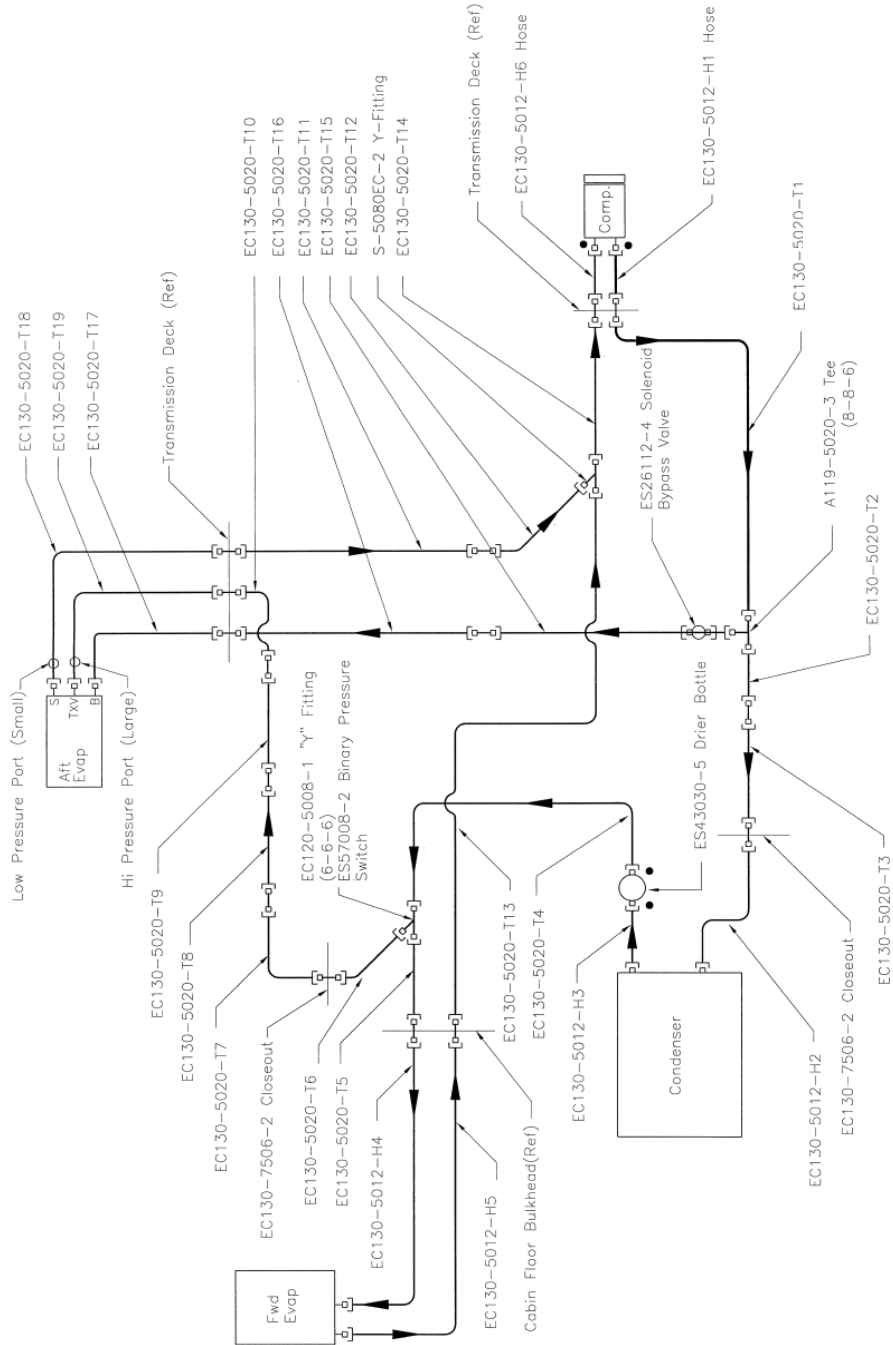 Low Pressure Port (Small)
EC130-5020-T18
EC130-5020-T19
EC130-5020-T17
Transmission Deck (Ref)
EC130-5020-T10
EC130-5020-T16
EC130-5020-T11
EC130-5020-T15
EC130-5020-T12
S-5080EC-2 Y-Fitting
EC130-5020-T14
Transmission Deck (Ref)
EC130-5012-H6 Hose
Comp.
EC130-5012-H1 Hose
EC130-5020-T1
Aft
Evap
S
TXV
B
Hi Pressure Port (Large)
EC130-5020-T9
EC130-5020-T8
EC130-5020-T7
EC130-7506-2 Closeout
EC120-5008-1 "Y" Fitting
(6-6-6)
ES57008-2 Binary Pressure
Switch
ES26112-4 Solenoid
Bypass Valve
A119-5020-3 Tee
(8-8-6)
EC130-5020-T2
EC130-5020-T6
EC130-5020-T5
EC130-5012-H4
Fwd
Evap
EC130-5012-H5
Cabin Floor Bulkhead(Ref)
EC130-5020-T13
EC130-5020-T4
EC130-5012-H3
ES43030-5 Drier Bottle
Condenser
EC130-5020-T3
EC130-7506-2 Closeout
EC130-5012-H2